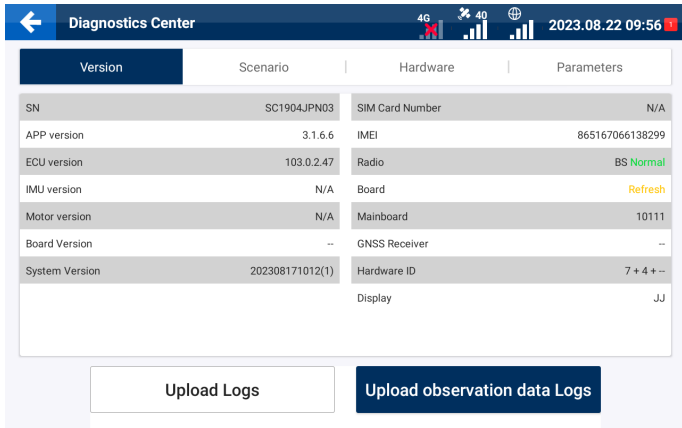 Diagnostics Center
4G
40
2023.08.22 09:56
1
Version
Scenario
Hardware
Parameters
SN SC1904JPN03
APP version 3.1.6.6
ECU version 103.0.2.47
IMU version N/A
Motor version N/A
Board Version --
System Version 202308171012(1)
SIM Card Number N/A
IMEI 865167066138299
Radio BS Normal
Board Refresh
Mainboard 10111
GNSS Receiver --
Hardware ID 7 + 4 + --
Display JJ
Upload Logs
Upload observation data Logs